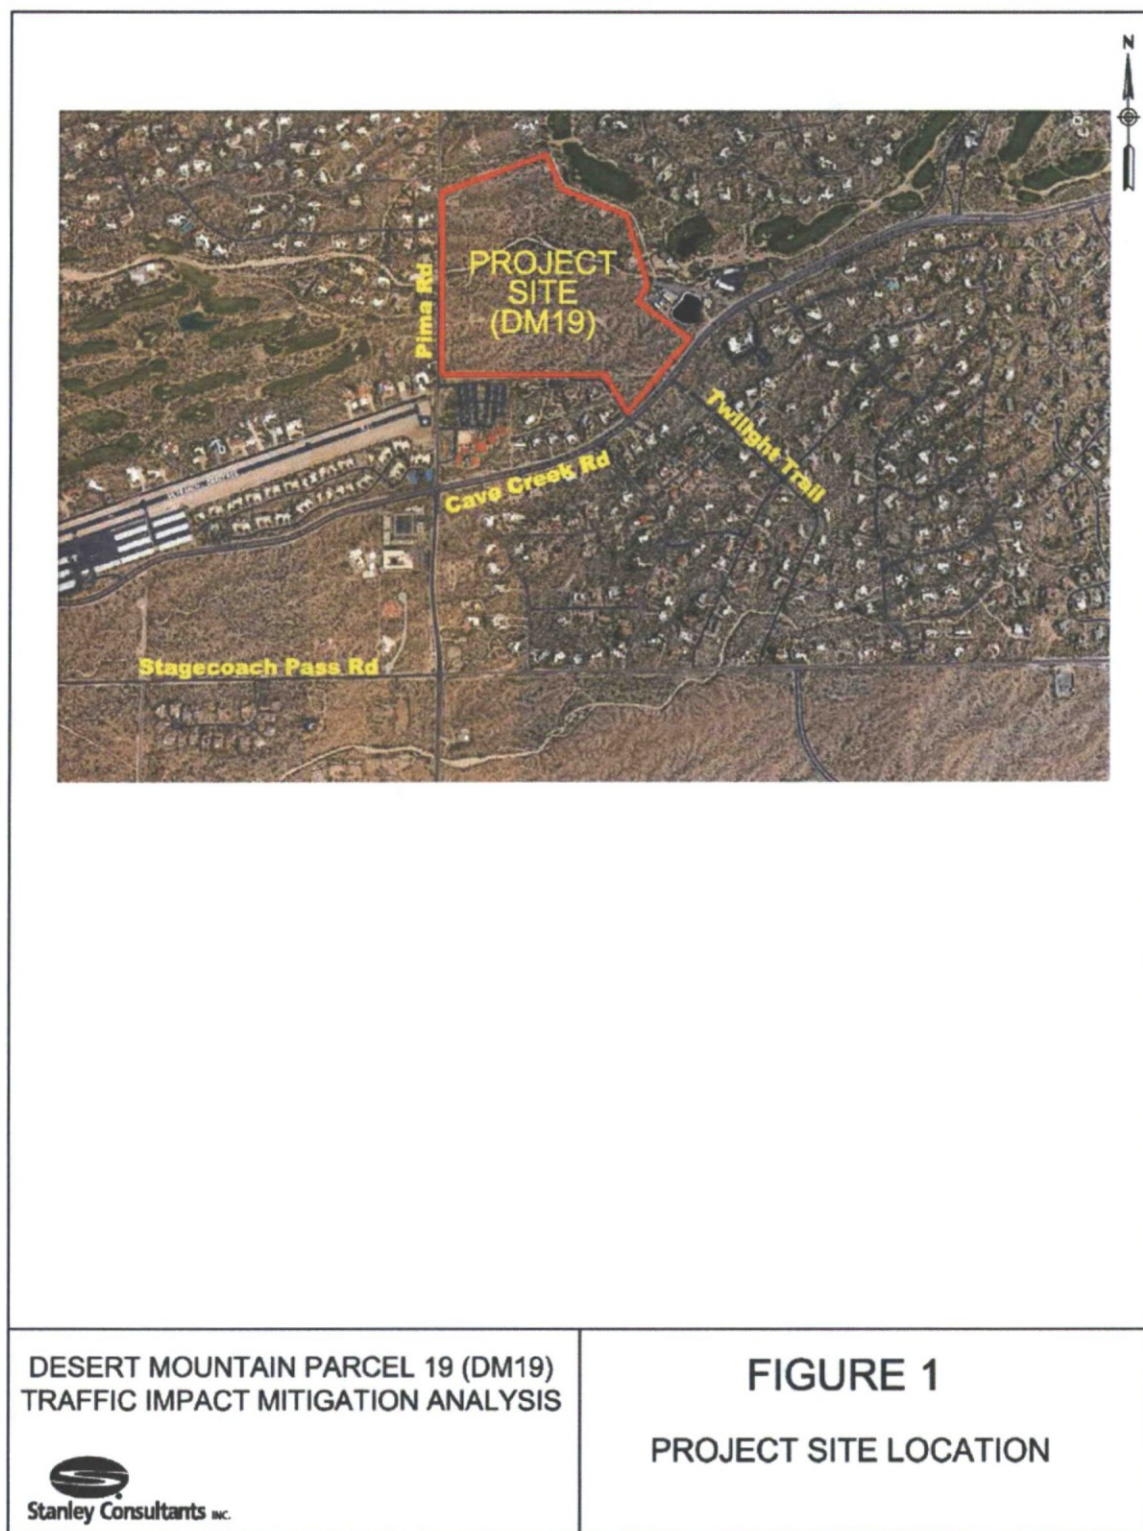 N
PROJECT
SITE
(DM19)
Pima Rd
Twilight Trail
Cave Creek Rd
Stagecoach Pass Rd
DESERT MOUNTAIN PARCEL 19 (DM19)
TRAFFIC IMPACT MITIGATION ANALYSIS
Stanley Consultants INC.
FIGURE 1
PROJECT SITE LOCATION